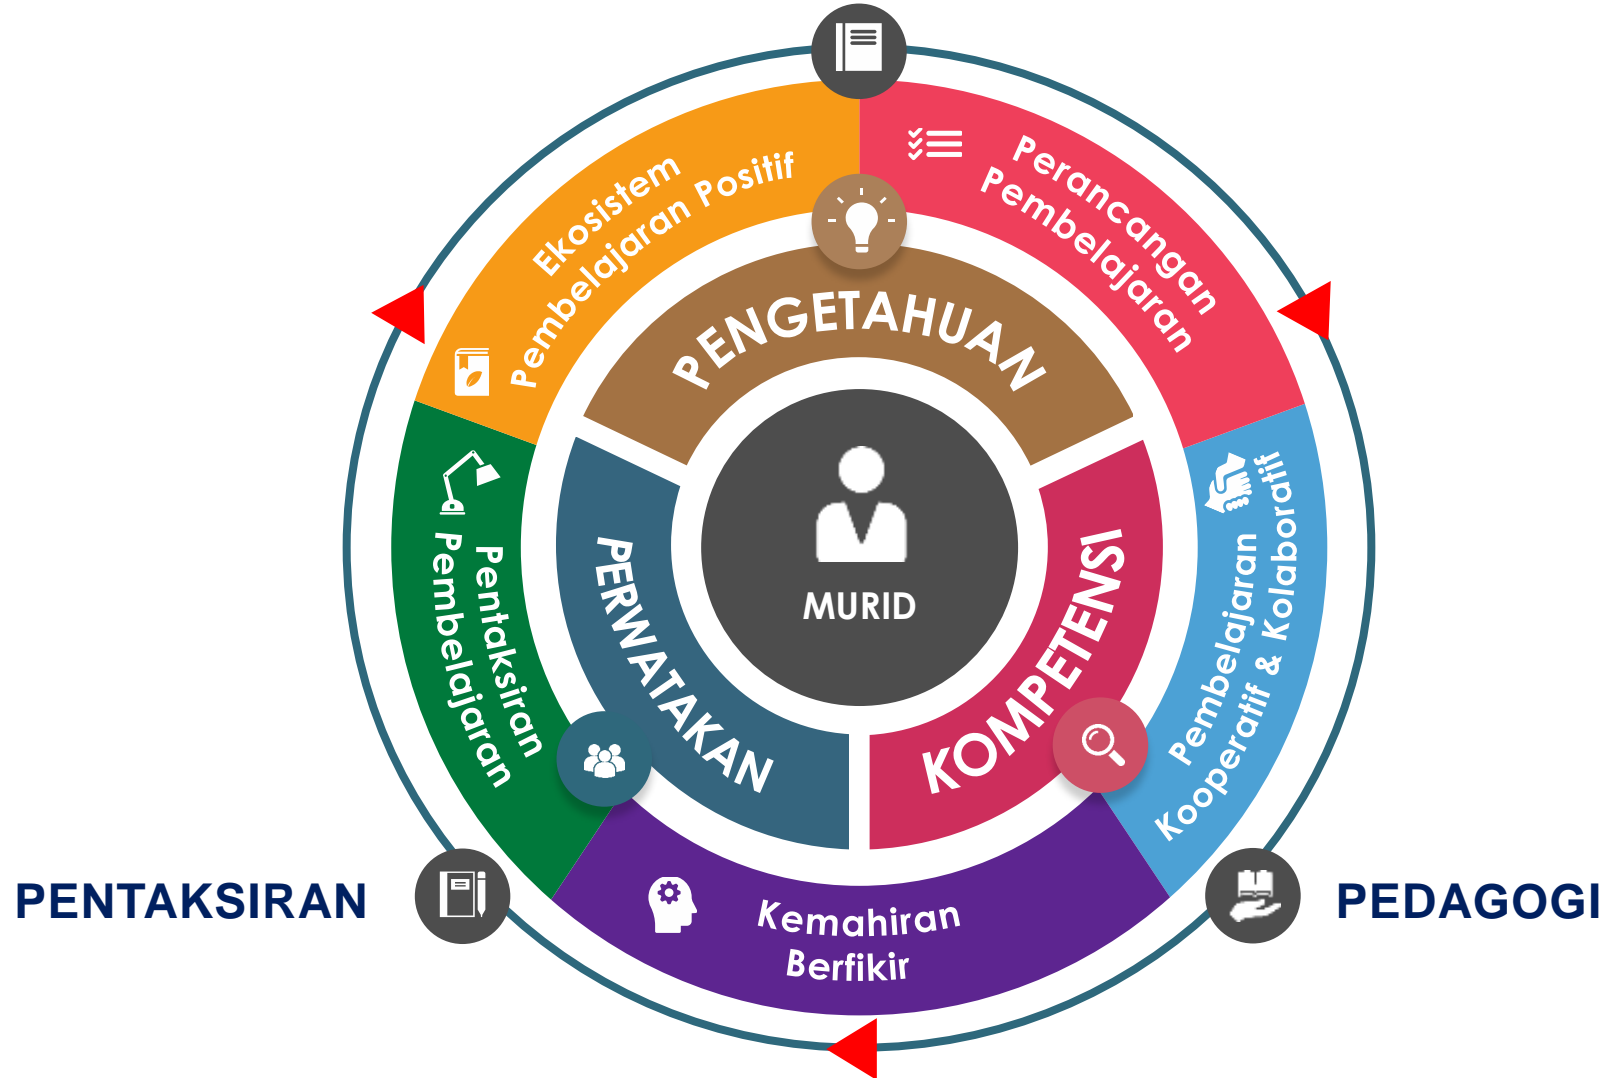 Ekosistem
Pembelajaran Positif
Perancangan
Pembelajaran
PENGETAHUAN
Pentaksiran
Pembelajaran
PERWATAKAN
MURID
KOMPETENSI
Pembelajaran
Kooperatif & Kolaboratif
PENTAKSIRAN
PEDAGOGI
Kemahiran
Berfikir